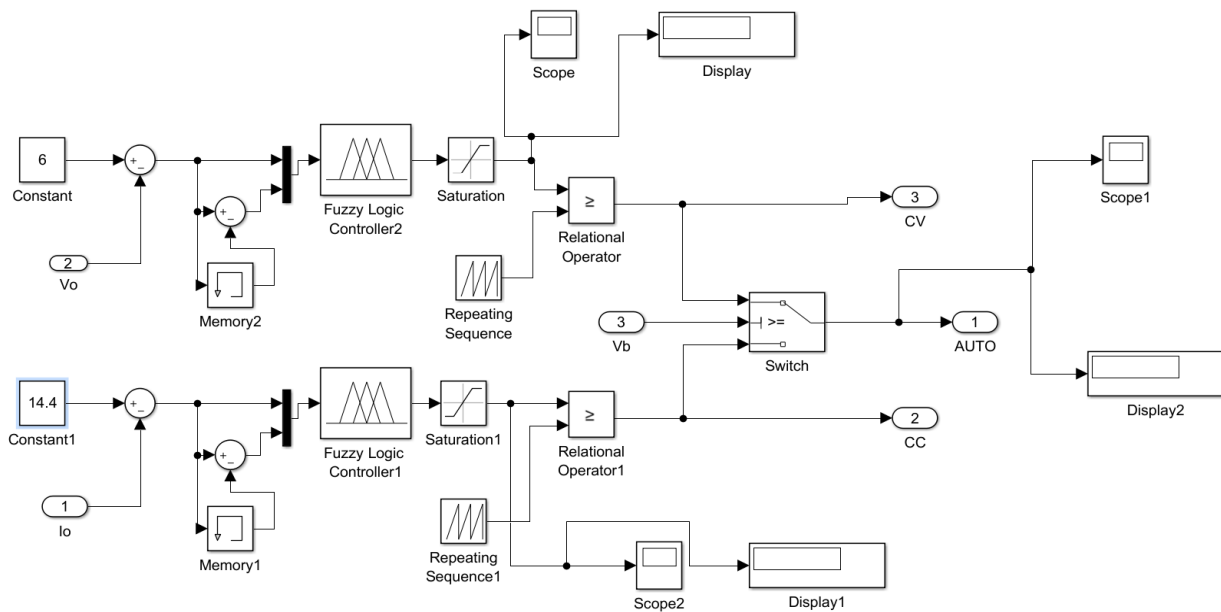 Scope
Display
6
Constant
+
−
+
−
Fuzzy Logic
Controller2
Saturation
≥
Relational
Operator
3
CV
Scope1
2
Vo
Memory2
Repeating
Sequence
3
Vb
>=
Switch
1
AUTO
Display2
14.4
Constant1
+
−
+
−
Fuzzy Logic
Controller1
Saturation1
≥
Relational
Operator1
2
CC
1
Io
Memory1
Repeating
Sequence1
Scope2
Display1